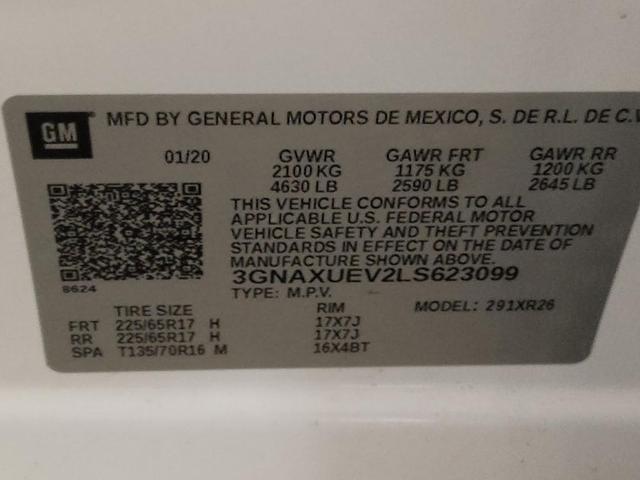 GM MFD BY GENERAL MOTORS DE MEXICO, S. DE R.L. DE C.V
01/20 GVWR GAWR FRT GAWR RR
2100 KG 1175 KG 1200 KG
4630 LB 2590 LB 2645 LB
THIS VEHICLE CONFORMS TO ALL
APPLICABLE U.S. FEDERAL MOTOR
VEHICLE SAFETY AND THEFT PREVENTION
STANDARDS IN EFFECT ON THE DATE OF
MANUFACTURE SHOWN ABOVE.
3GNAXUEV2LS623099
8624
TYPE: M.P.V.
TIRE SIZE RIM MODEL: 291XR26
FRT 225/65R17 H 17X7J
RR 225/65R17 H 17X7J
SPA T135/70R16 M 16X4BT